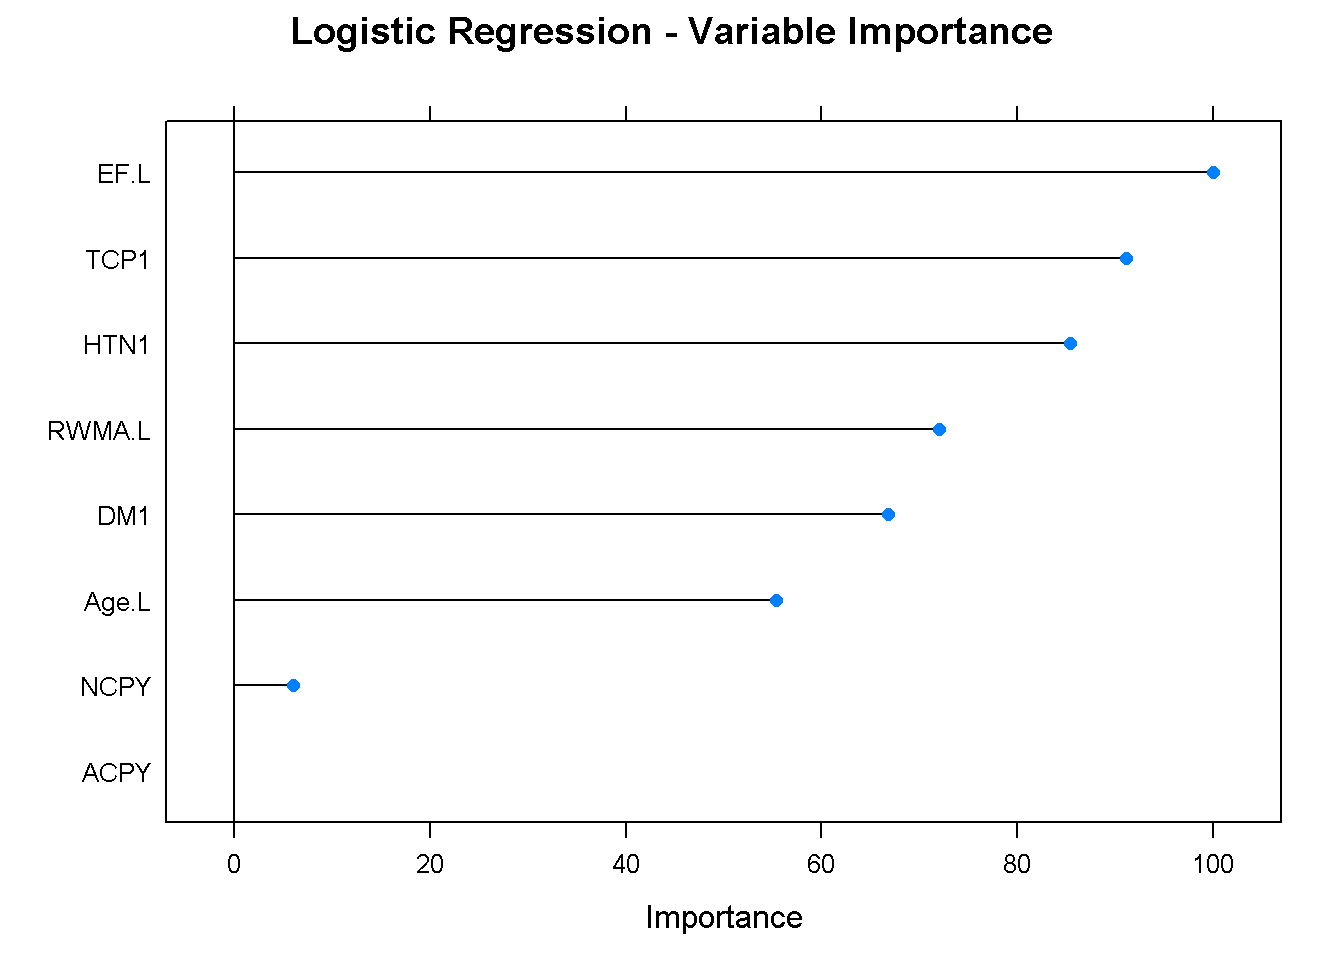 Logistic Regression - Variable Importance
EF.L
TCP1
HTN1
RWMA.L
DM1
Age.L
NCPY
ACPY
0 20 40 60 80 100
Importance